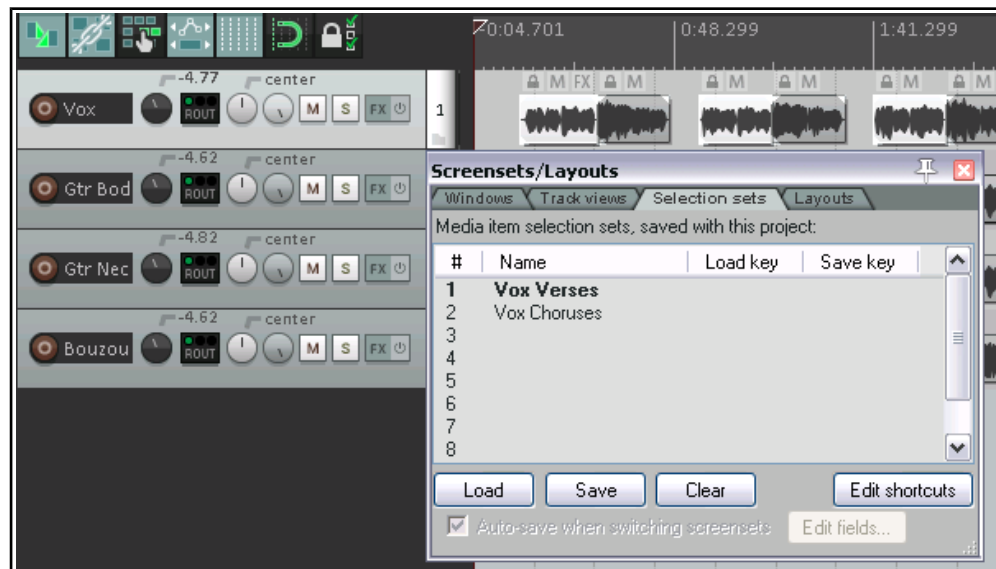 0:04.701 0:48.299 1:41.299
M FX M M M M M
-4.77 center
Vox ROUT M S FX 1
-4.62 center
Gtr Bod ROUT M S FX
-4.82 center
Gtr Nec ROUT M S FX
-4.62 center
Bouzou ROUT M S FX
Screensets/Layouts
Windows Track views Selection sets Layouts
Media item selection sets, saved with this project:
# Name Load key Save key
1 Vox Verses
2 Vox Choruses
3
4
5
6
7
8
Load Save Clear Edit shortcuts
Auto-save when switching screensets Edit fields...